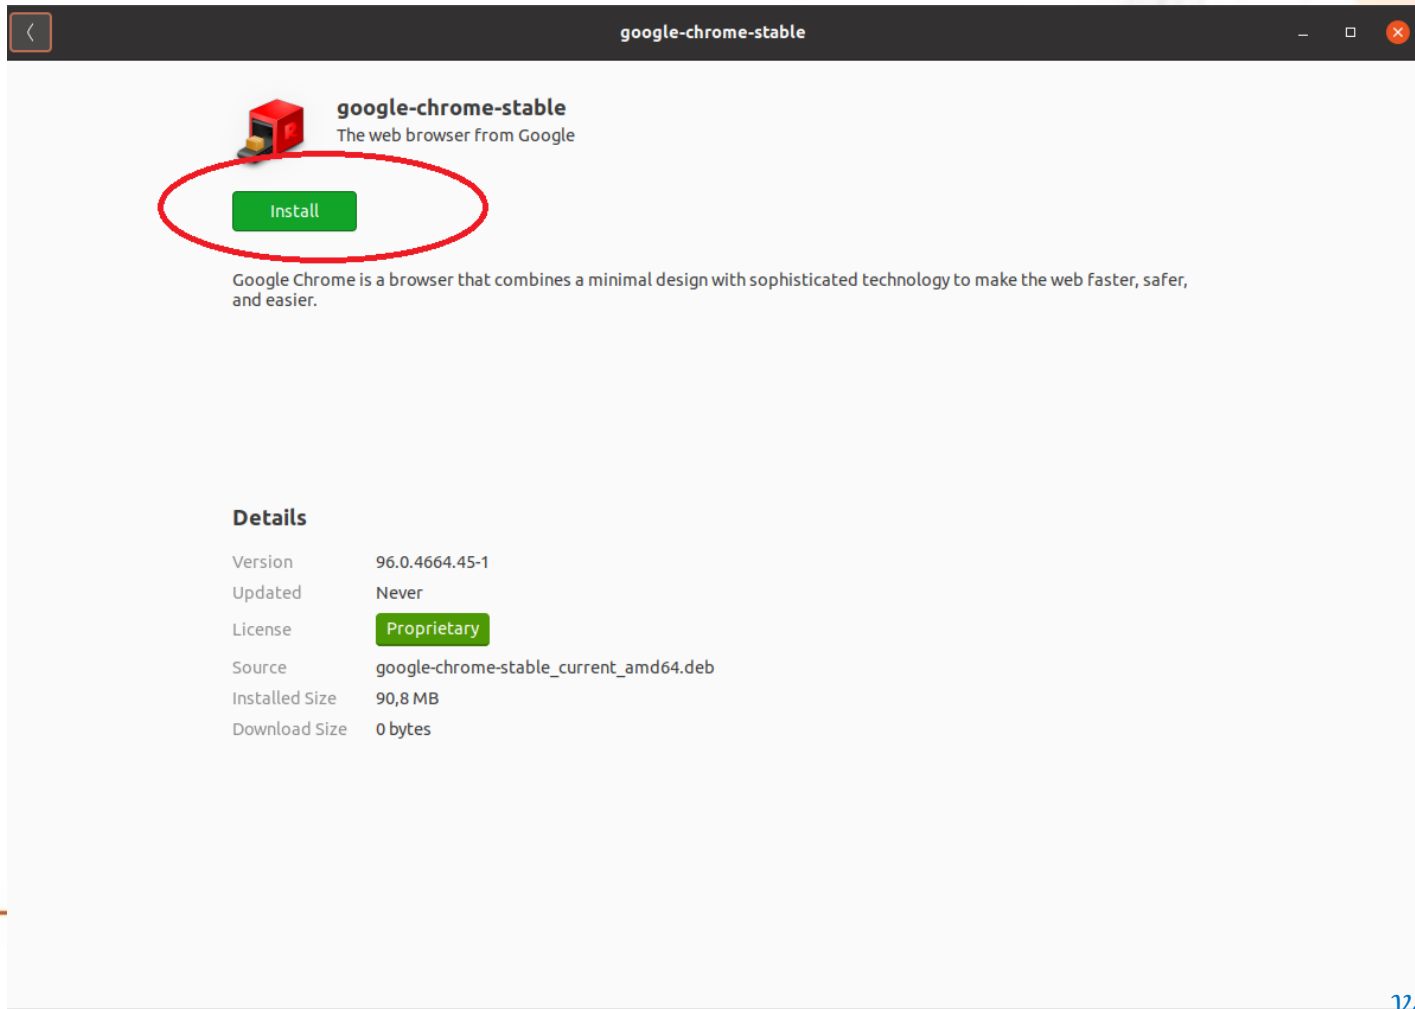 google-chrome-stable
google-chrome-stable
The web browser from Google
Install
Google Chrome is a browser that combines a minimal design with sophisticated technology to make the web faster, safer,
and easier.
Details
Version 96.0.4664.45-1
Updated Never
License Proprietary
Source google-chrome-stable_current_amd64.deb
Installed Size 90,8 MB
Download Size 0 bytes